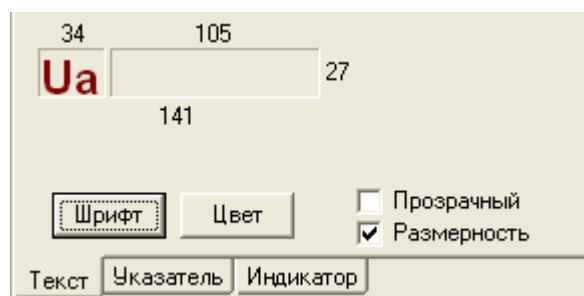 34 105
Ua 27
141
Шрифт Цвет Прозрачный
Размерность
Текст Указатель Индикатор